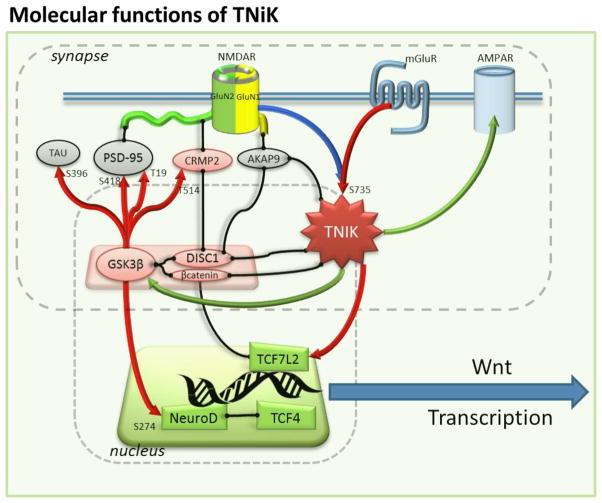 Molecular functions of TNiK
synapse
NMDAR
mGluR
AMPAR
GluN2 GluN1
TAU
PSD-95
CRMP2
AKAP9
S396
S418
T19
T514
S735
TNIK
GSK3β
DISC1
βcatenin
TCF7L2
Wnt
Transcription
S274
NeuroD
TCF4
nucleus